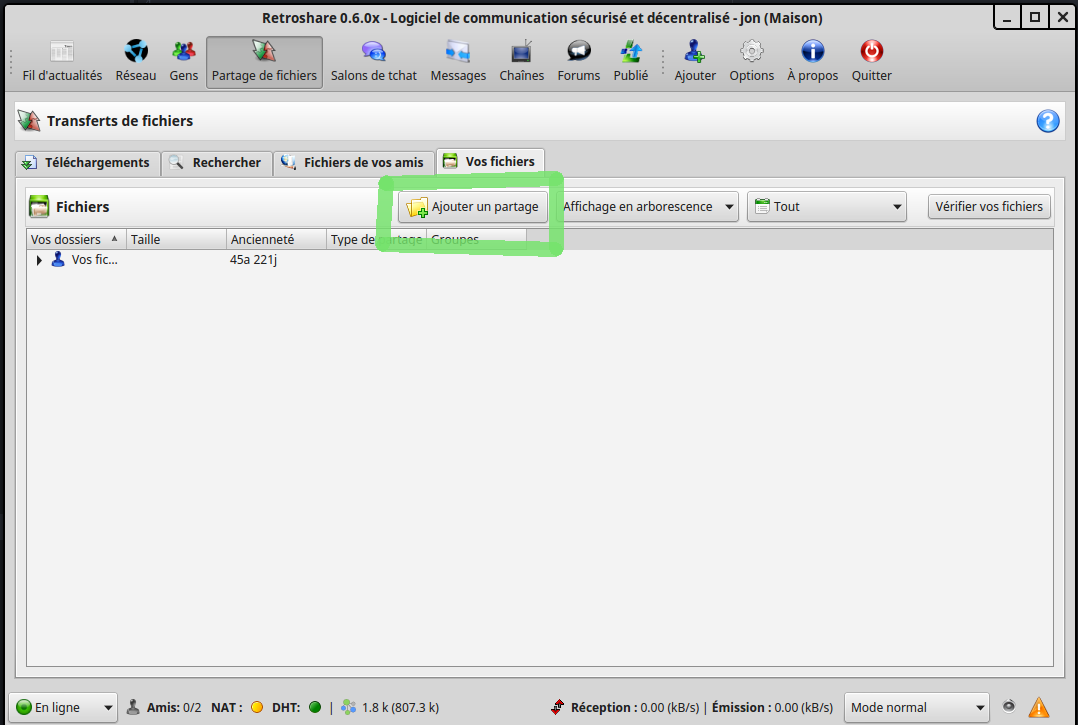 Retroshare 0.6.0x - Logiciel de communication sécurisé et décentralisé - jon (Maison)
Fil d'actualités Réseau Gens Partage de fichiers Salons de tchat Messages Chaînes Forums Publié Ajouter Options À propos Quitter
Transferts de fichiers
Téléchargements Rechercher Fichiers de vos amis Vos fichiers
Fichiers Ajouter un partage Affichage en arborescence Tout Vérifier vos fichiers
Vos dossiers Taille Ancienneté Type de partage Groupes
Vos fic... 45a 221j
En ligne Amis: 0/2 NAT : DHT: | 1.8 k (807.3 k) Réception : 0.00 (kB/s) | Émission : 0.00 (kB/s) Mode normal